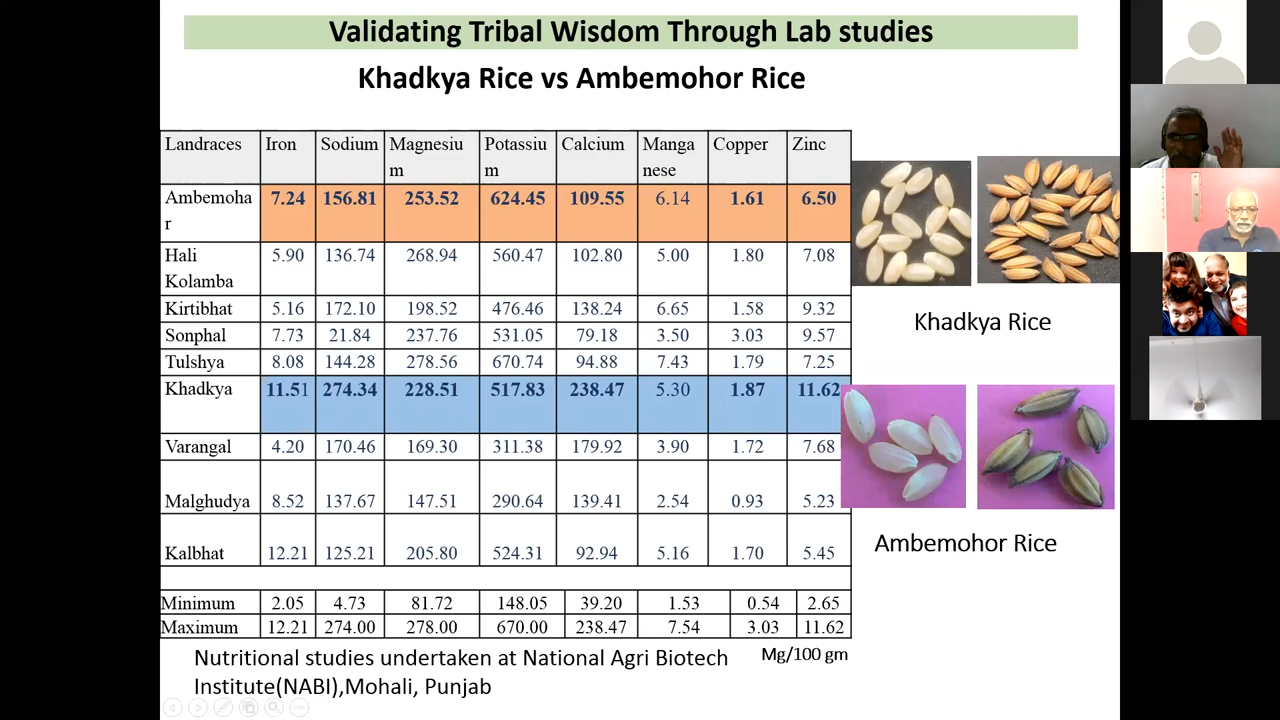 Validating Tribal Wisdom Through Lab studies
Khadkya Rice vs Ambemohor Rice
Landraces Iron Sodium Magnesiu Potassiu Calcium Manga Copper Zinc
m m nese
Ambemoha 7.24 156.81 253.52 624.45 109.55 6.14 1.61 6.50
r
Hali 5.90 136.74 268.94 560.47 102.80 5.00 1.80 7.08
Kolamba
Kirtibhat 5.16 172.10 198.52 476.46 138.24 6.65 1.58 9.32
Sonphal 7.73 21.84 237.76 531.05 79.18 3.50 3.03 9.57
Tulshya 8.08 144.28 278.56 670.74 94.88 7.43 1.79 7.25
Khadkya 11.51 274.34 228.51 517.83 238.47 5.30 1.87 11.62
Varangal 4.20 170.46 169.30 311.38 179.92 3.90 1.72 7.68
Malghudya 8.52 137.67 147.51 290.64 139.41 2.54 0.93 5.23
Kalbhat 12.21 125.21 205.80 524.31 92.94 5.16 1.70 5.45
Minimum 2.05 4.73 81.72 148.05 39.20 1.53 0.54 2.65
Maximum 12.21 274.00 278.00 670.00 238.47 7.54 3.03 11.62
Khadkya Rice
Ambemohor Rice
Mg/100 gm
Nutritional studies undertaken at National Agri Biotech
Institute(NABI),Mohali, Punjab